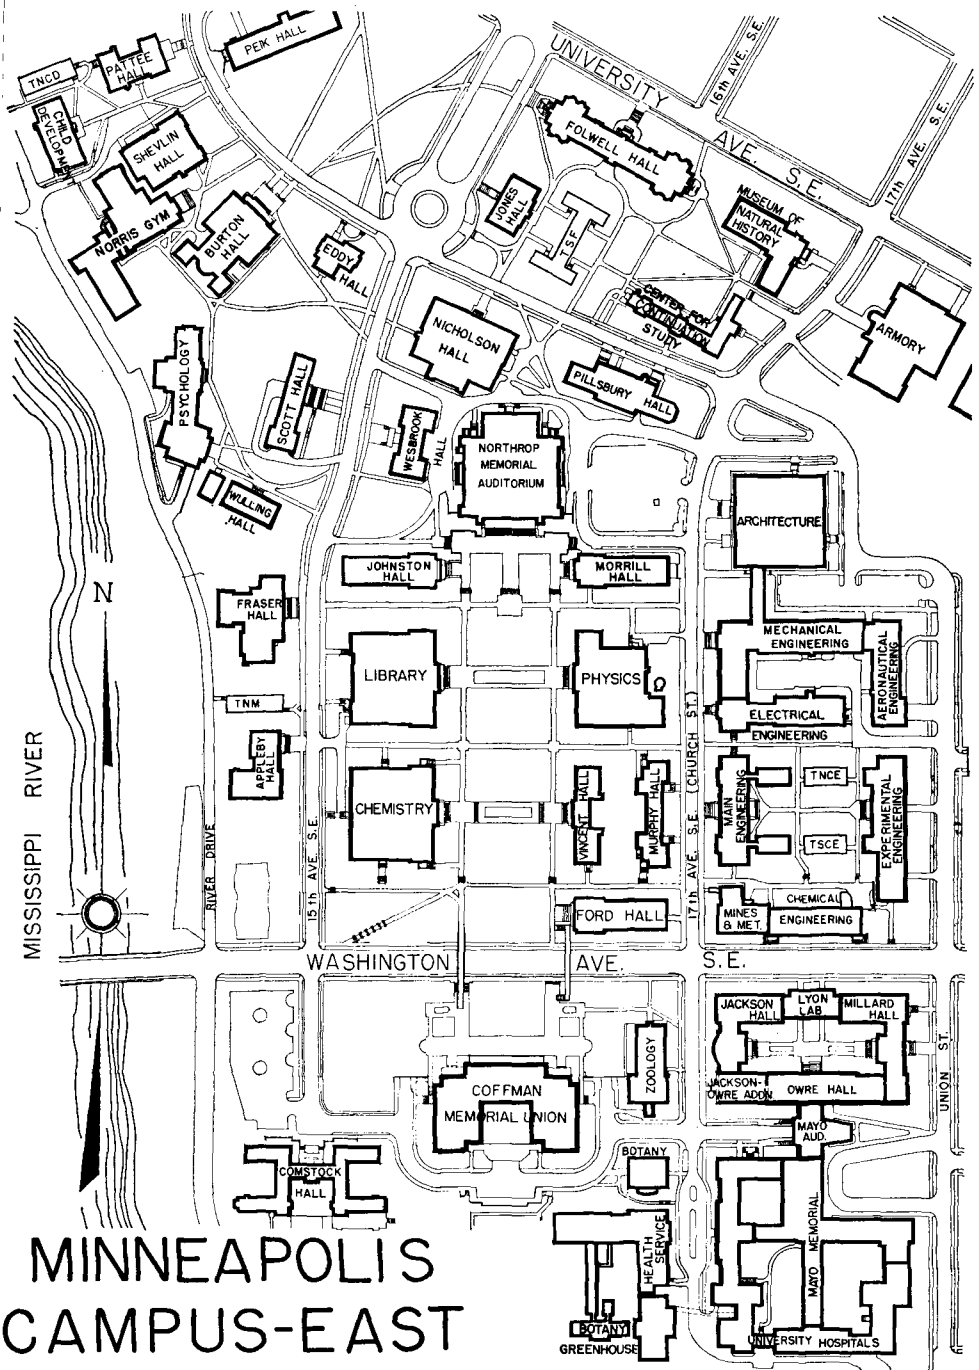 PEIK HALL
TNCD
PATTEE
HALL
CHILD
DEVELOPM
SHEVLIN
HALL
NORRIS GYM
BURTON
HALL
EDDY
HALL
JONES
HALL
UNIVERSITY AVE. S.E.
16th AVE. S.E.
17th AVE. S.E.
FOLWELL HALL
TSF
MUSEUM OF
NATURAL
HISTORY
CENTER FOR
CONTINUATION
STUDY
ARMORY
NICHOLSON
HALL
PILLSBURY HALL
PSYCHOLOGY
SCOTT HALL
WESBROOK
HALL
NORTHROP
MEMORIAL
AUDITORIUM
WULLING
HALL
ARCHITECTURE
N
JOHNSTON
HALL
MORRILL
HALL
FRASER
HALL
MECHANICAL
ENGINEERING
AERONAUTICAL
ENGINEERING
LIBRARY
PHYSICS
TNM
ELECTRICAL
ENGINEERING
APPLEBY
HALL
CHEMISTRY
VINCENT HALL
MURPHY HALL
17th AVE. S.E. (CHURCH ST.)
MAIN
ENGINEERING
TNCE
TSCE
EXPERIMENTAL
ENGINEERING
MISSISSIPPI RIVER
RIVER DRIVE
15th AVE. S.E.
FORD HALL
MINES
& MET.
CHEMICAL
ENGINEERING
WASHINGTON AVE. S.E.
JACKSON
HALL
LYON
LAB.
MILLARD
HALL
UNION ST.
ZOOLOGY
JACKSON-
OWRE ADDN.
OWRE HALL
COFFMAN
MEMORIAL UNION
MAYO
AUD.
COMSTOCK
HALL
BOTANY
HEALTH
SERVICE
MAYO MEMORIAL
BOTANY
GREENHOUSE
UNIVERSITY HOSPITALS
MINNEAPOLIS
CAMPUS-EAST